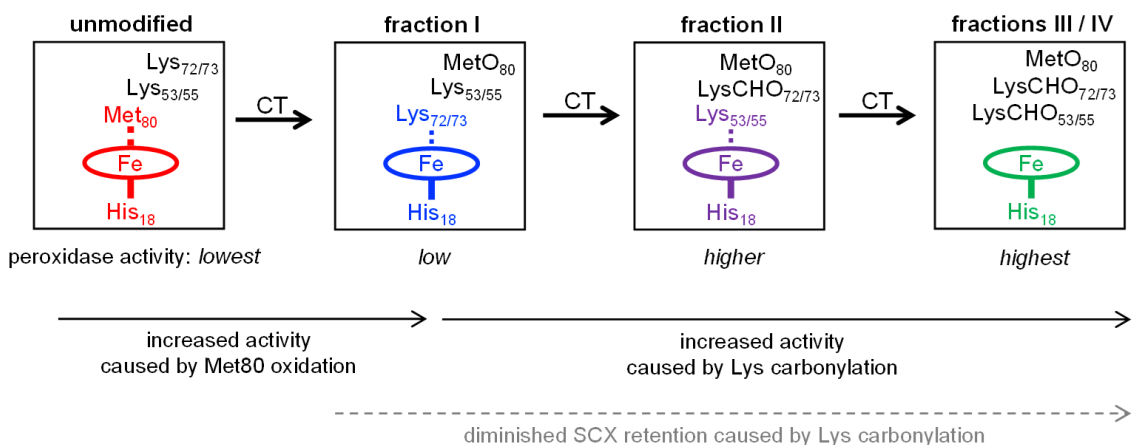 unmodified
Lys72/73
Lys53/55
Met80
Fe
His18
CT
fraction I
MetO80
Lys53/55
Lys72/73
Fe
His18
CT
fraction II
MetO80
LysCHO72/73
Lys53/55
Fe
His18
CT
fractions III / IV
MetO80
LysCHO72/73
LysCHO53/55
Fe
His18
peroxidase activity: lowest
low
higher
highest
increased activity
caused by Met80 oxidation
increased activity
caused by Lys carbonylation
diminished SCX retention caused by Lys carbonylation